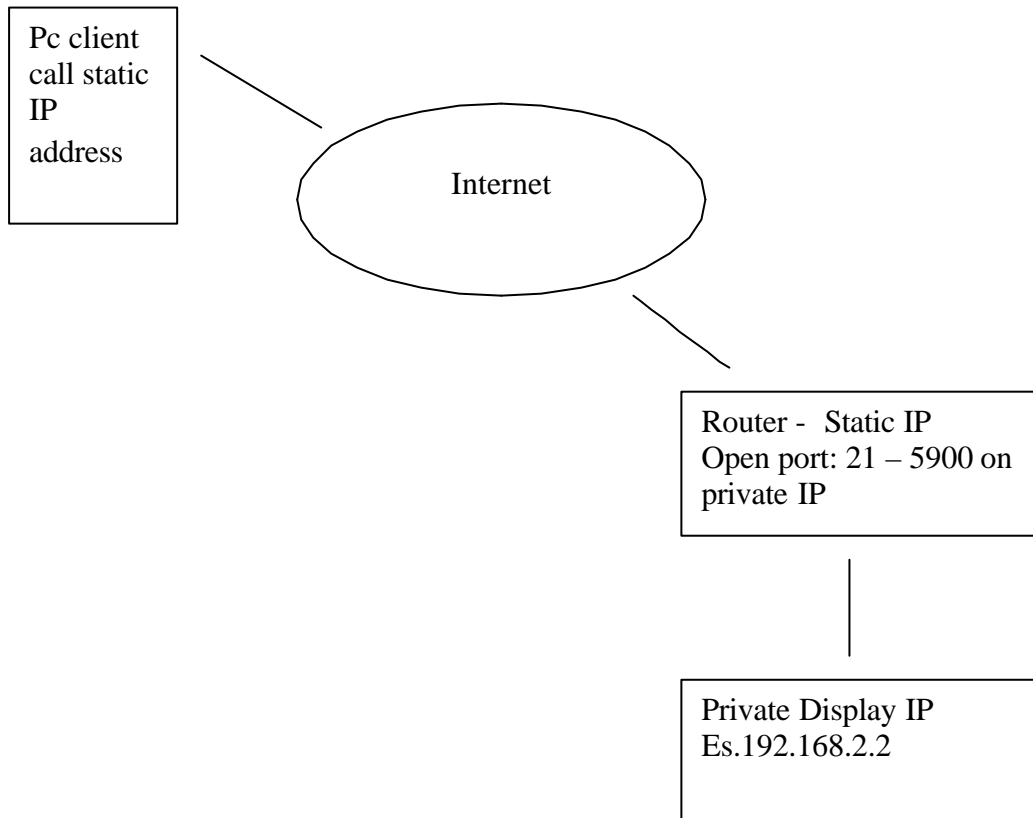 Pc client
call static
IP
address
Internet
Router - Static IP
Open port: 21 – 5900 on
private IP
Private Display IP
Es.192.168.2.2